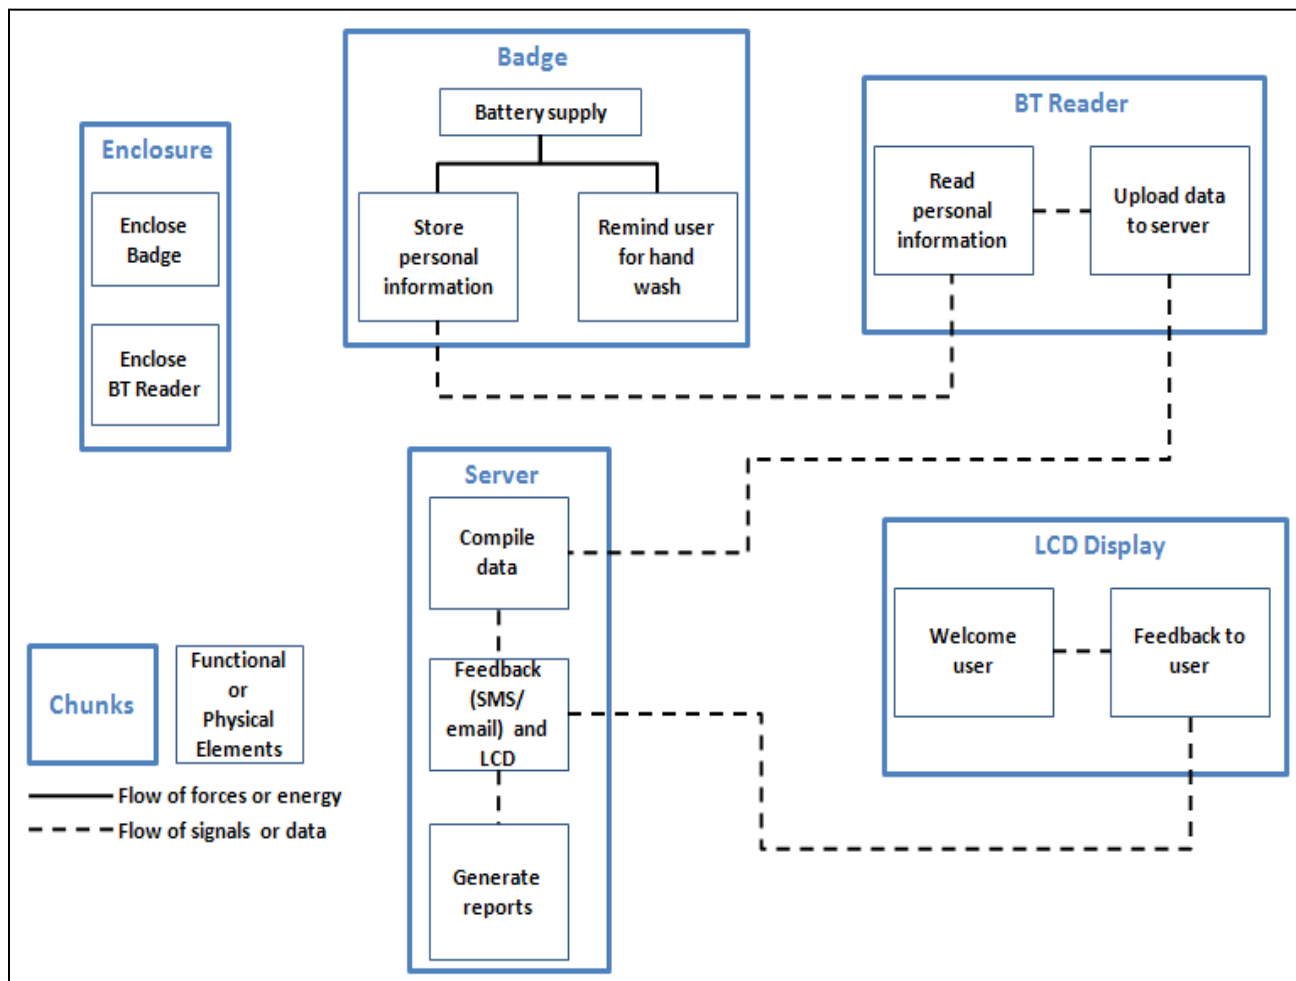 Badge
Battery supply
Store
personal
information
Remind user
for hand
wash
BT Reader
Read
personal
information
Upload data
to server
Enclosure
Enclose
Badge
Enclose
BT Reader
Server
Compile
data
Feedback
(SMS/
email) and
LCD
Generate
reports
LCD Display
Welcome
user
Feedback to
user
Chunks
Functional
or
Physical
Elements
Flow of forces or energy
Flow of signals or data